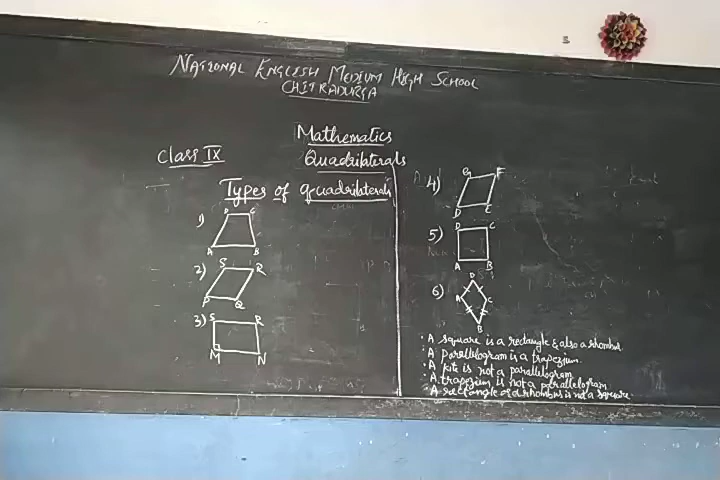 NATIONAL ENGLISH MEDIUM HIGH SCHOOL
CHITRADURGA
Mathematics
Class IX
Quadrilaterals
Types of quadrilaterals
1)
D C
A B
2)
S R
P Q
3)
S R
M N
4)
G F
D E
5)
D C
A B
6)
D
A C
B
· A square is a rectangle & also a rhombus.
· A parallelogram is a trapezium.
· A kite is not a parallelogram
· A trapezium is not a parallelogram
· A rectangle or a rhombus is not a square.